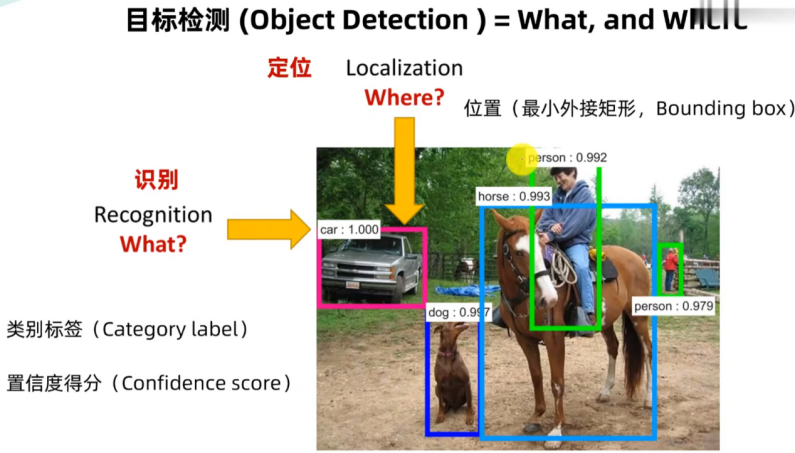 目标检测 (Object Detection ) = What, and Where
定位 Localization
Where?
位置（最小外接矩形，Bounding box）
person : 0.992
识别
horse : 0.993
Recognition
car : 1.000
What?
dog : 0.997
person : 0.979
类别标签（Category label）
置信度得分（Confidence score）